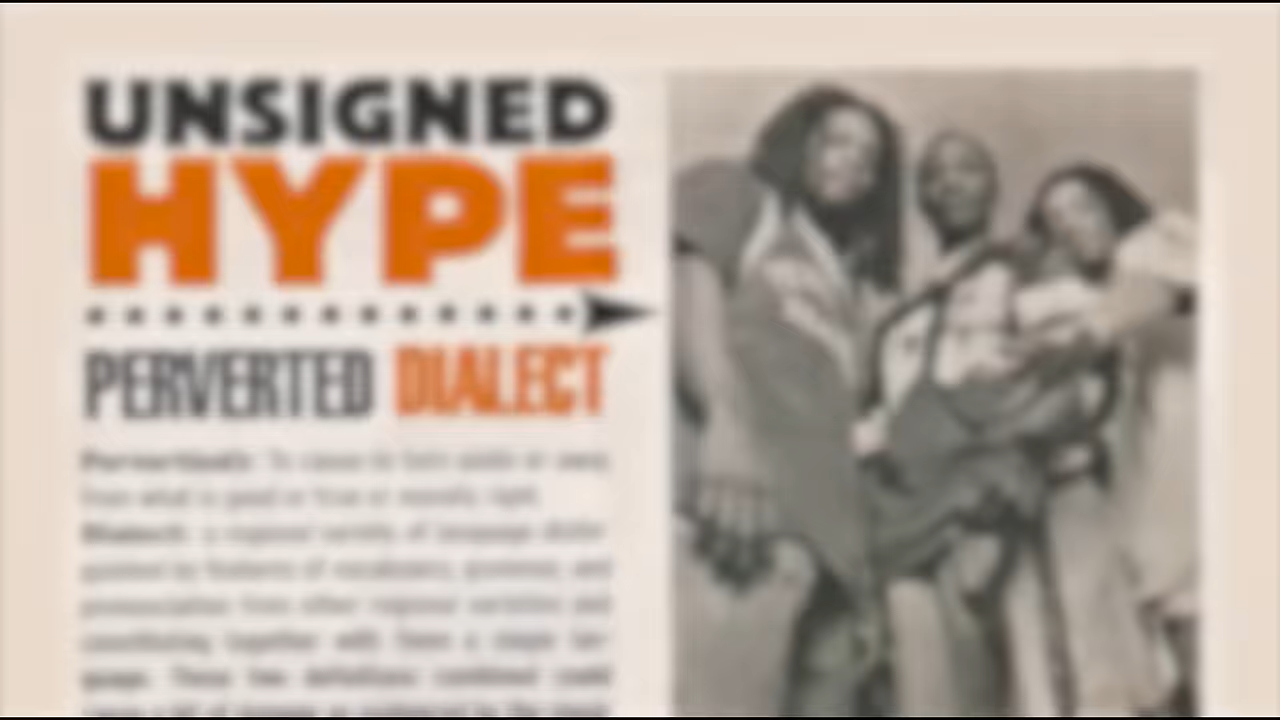 UNSIGNED
HYPE
PERVERTED DIALECT
Perverted: To cause to turn aside or away
from what is good or true or morally right.
Dialect: a regional variety of language distin-
guished by features of vocabulary, grammar, and
pronunciation from other regional varieties and
constituting together with them a single lan-
guage. These two definitions combined could